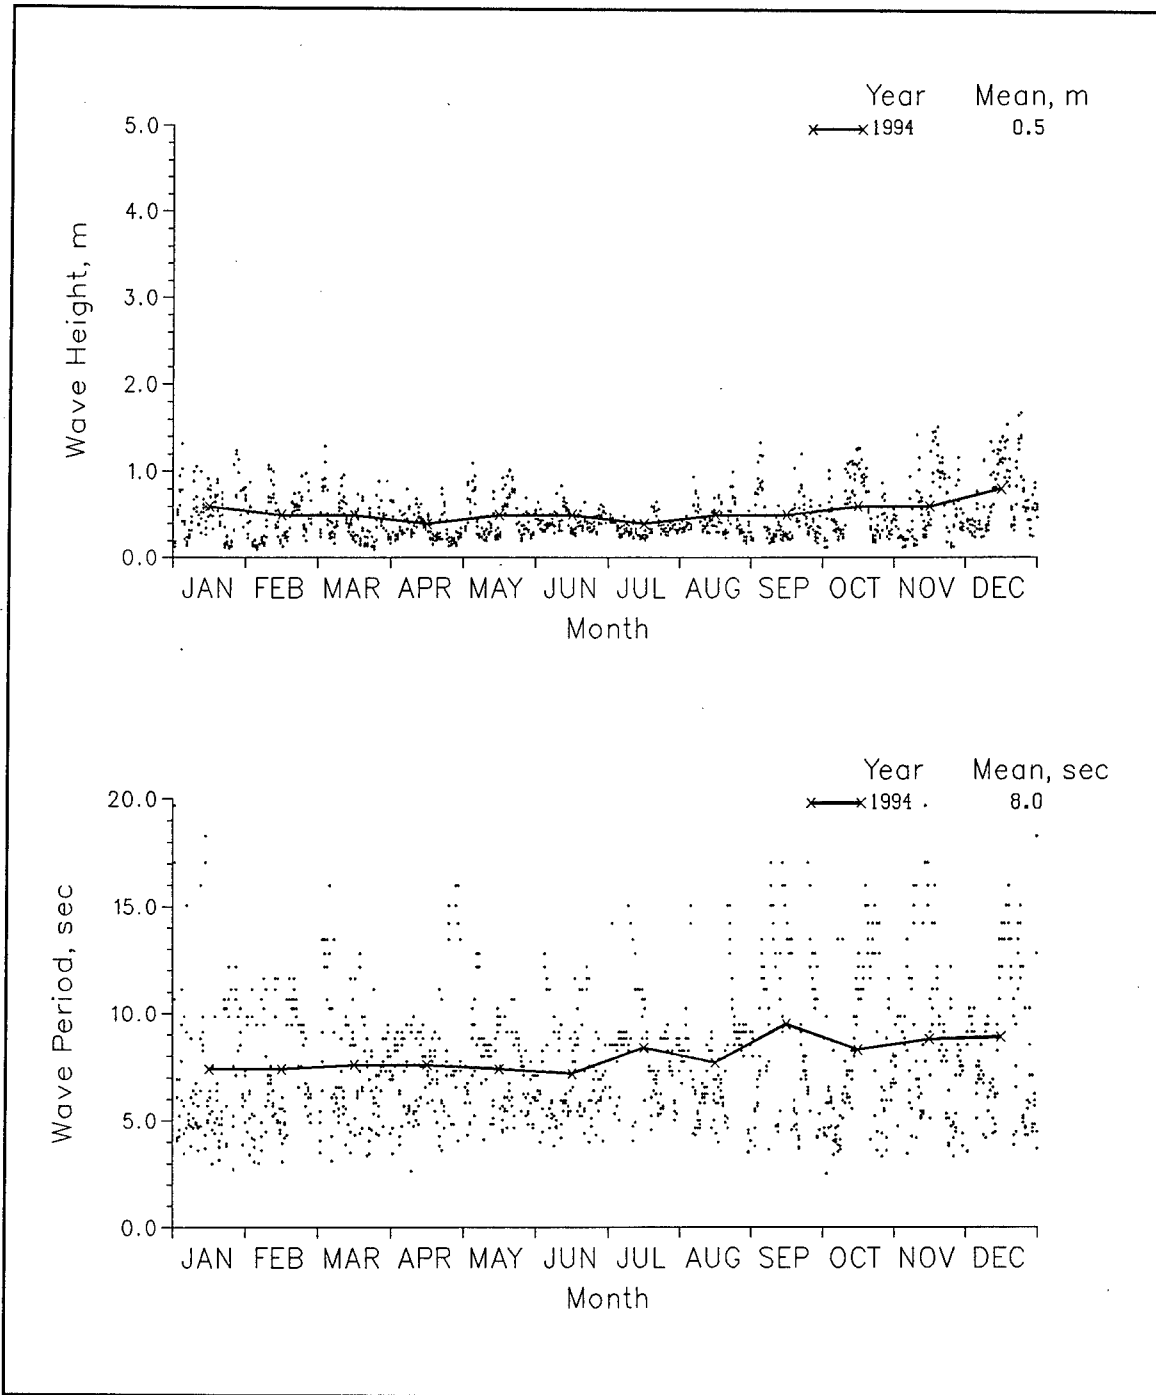 Year Mean, m
1994 0.5
5.0
4.0
3.0
2.0
1.0
0.0
Wave Height, m
JAN FEB MAR APR MAY JUN JUL AUG SEP OCT NOV DEC
Month
Year Mean, sec
1994 8.0
20.0
15.0
10.0
5.0
0.0
Wave Period, sec
JAN FEB MAR APR MAY JUN JUL AUG SEP OCT NOV DEC
Month